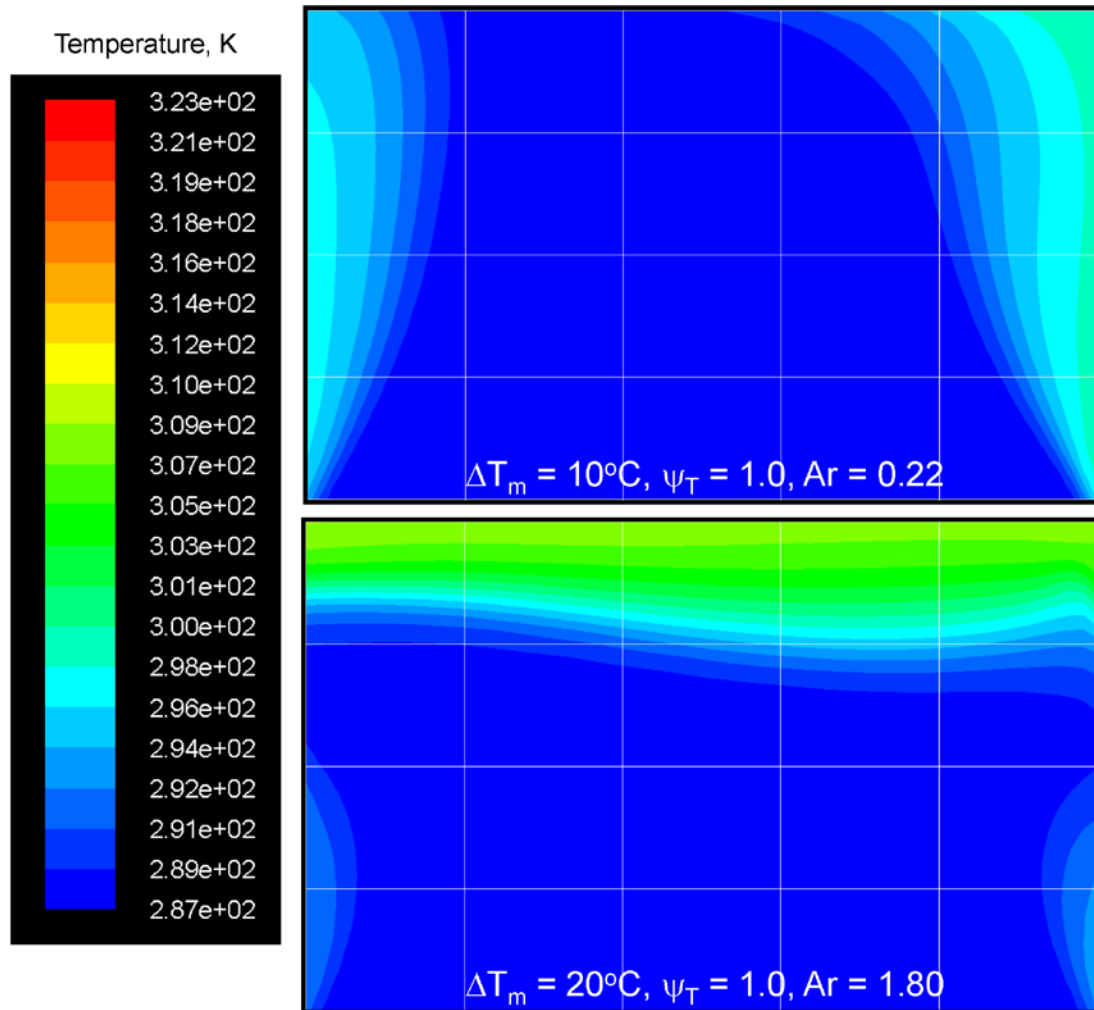 Temperature, K
3.23e+02
3.21e+02
3.19e+02
3.18e+02
3.16e+02
3.14e+02
3.12e+02
3.10e+02
3.09e+02
3.07e+02
3.05e+02
3.03e+02
3.01e+02
3.00e+02
2.98e+02
2.96e+02
2.94e+02
2.92e+02
2.91e+02
2.89e+02
2.87e+02
ΔTm = 10°C, ψT = 1.0, Ar = 0.22
ΔTm = 20°C, ψT = 1.0, Ar = 1.80